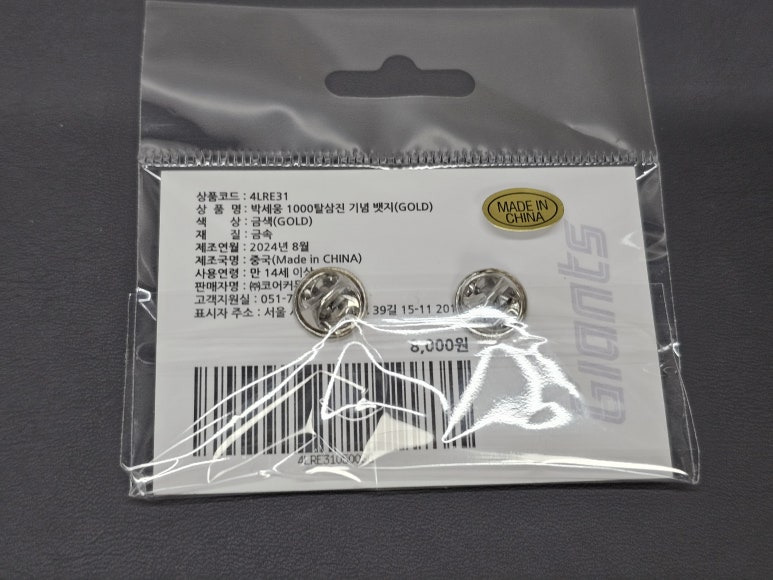 상품코드 : 4LRE31
상 품 명 : 박세웅 1000탈삼진 기념 뱃지(GOLD)
색 상 : 금색(GOLD)
재 질 : 금속
제조연월 : 2024년 8월
제조국명 : 중국(Made in CHINA)
사용연령 : 만 14세 이상
판매자명 : ㈜코어커
고객지원실 : 051-7
표시자 주소 : 서울 39길 15-11 201
8,000원
MADE IN
CHINA
Giants